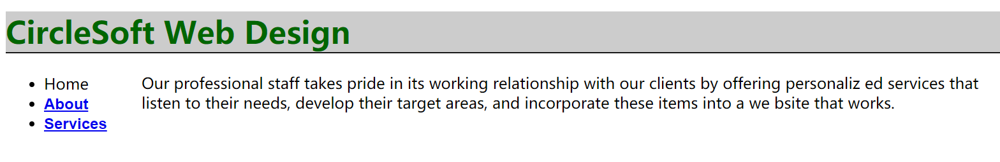 CircleSoft Web Design
Home
About
Services
Our professional staff takes pride in its working relationship with our clients by offering personaliz ed services that
listen to their needs, develop their target areas, and incorporate these items into a we bsite that works.